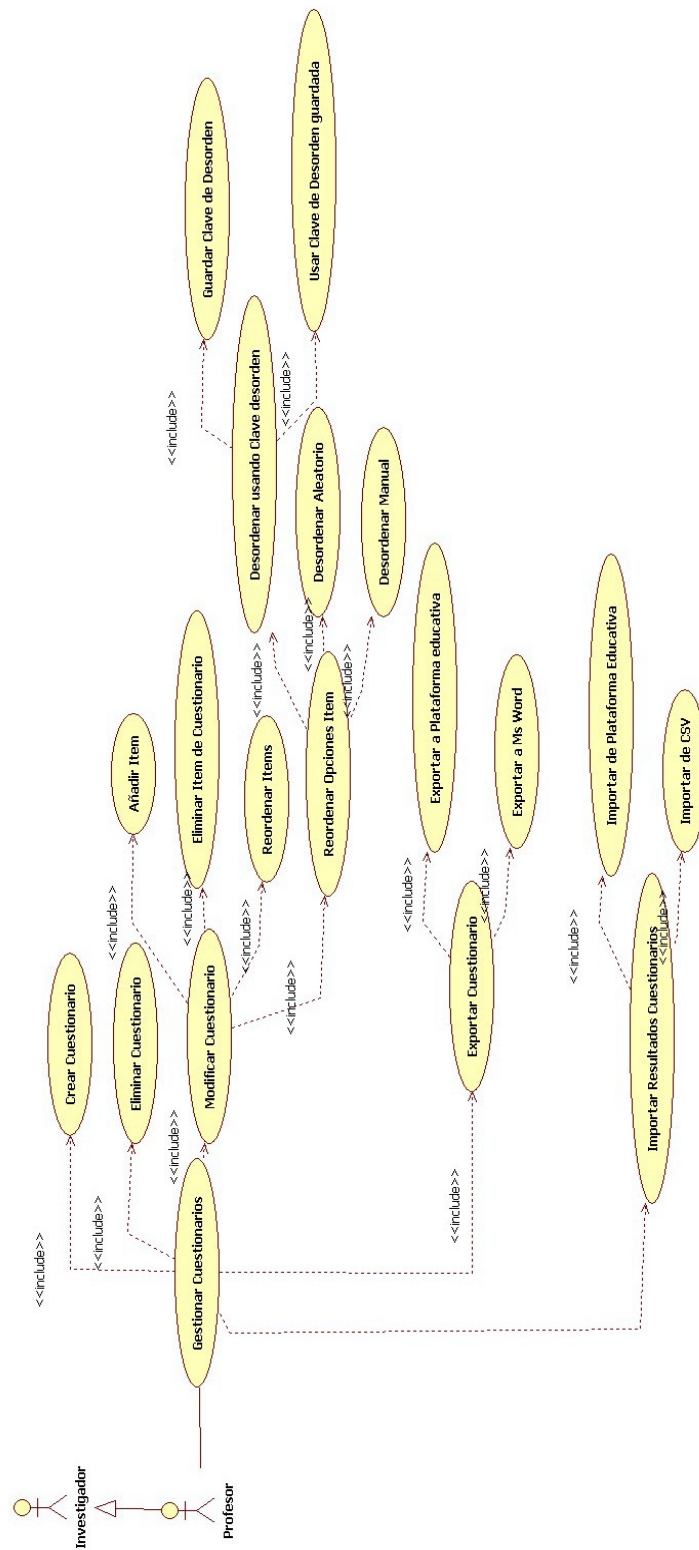 Investigador
Profesor
Gestionar Cuestionarios
<<include>>
Crear Cuestionario
<<include>>
Eliminar Cuestionario
<<include>>
Modificar Cuestionario
<<include>>
Añadir Item
<<include>>
Eliminar Item de Cuestionario
<<include>>
Reordenar Items
<<include>>
Reordenar Opciones Item
<<include>>
Desordenar usando Clave desorden
<<include>>
Guardar Clave de Desorden
<<include>>
Usar Clave de Desorden guardada
<<include>>
Desordenar Aleatorio
<<include>>
Desordenar Manual
<<include>>
Exportar Cuestionario
<<include>>
Exportar a Plataforma educativa
<<include>>
Exportar a Ms Word
Importar Resultados Cuestionarios
<<include>>
Importar de Plataforma Educativa
<<include>>
Importar de CSV